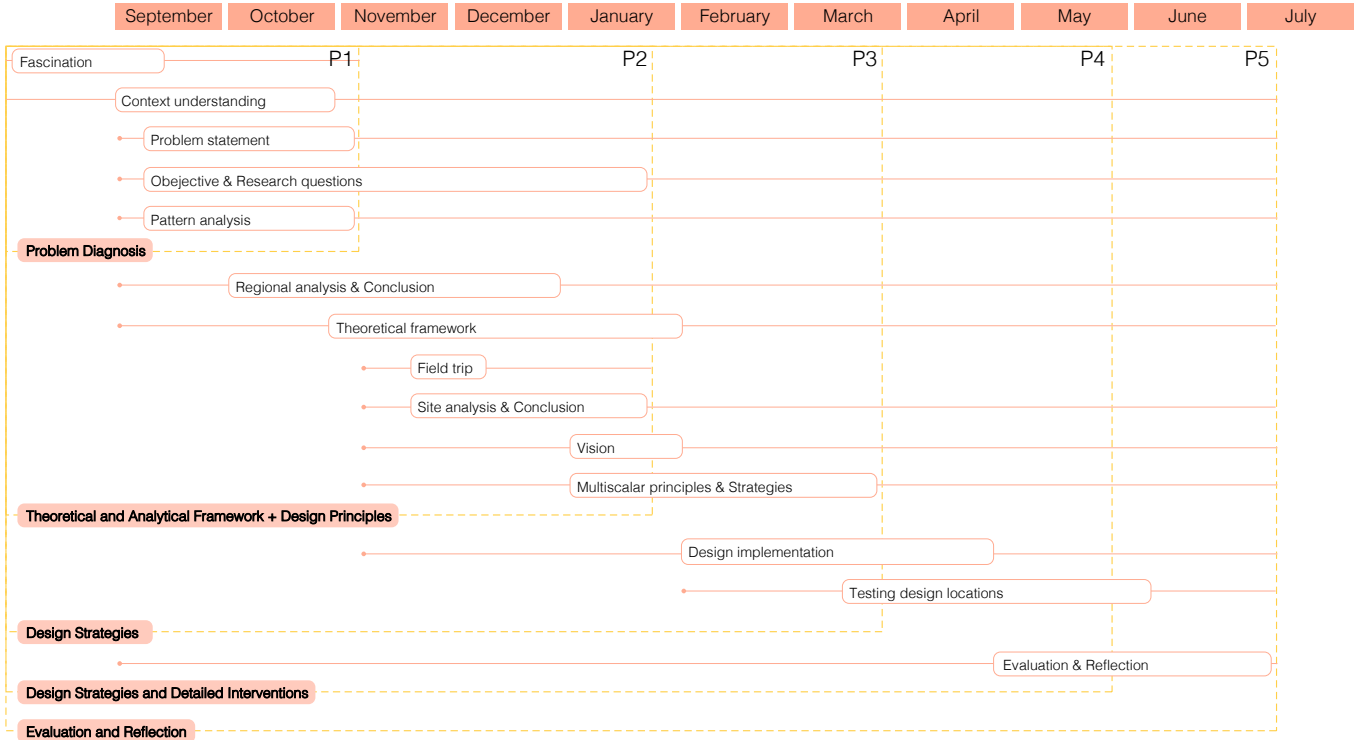 September October November December January February March April May June July
Fascination P1 P2 P3 P4 P5
Context understanding
Problem statement
Obejective & Research questions
Pattern analysis
Problem Diagnosis
Regional analysis & Conclusion
Theoretical framework
Field trip
Site analysis & Conclusion
Vision
Multiscalar principles & Strategies
Theoretical and Analytical Framework + Design Principles
Design implementation
Testing design locations
Design Strategies
Evaluation & Reflection
Design Strategies and Detailed Interventions
Evaluation and Reflection